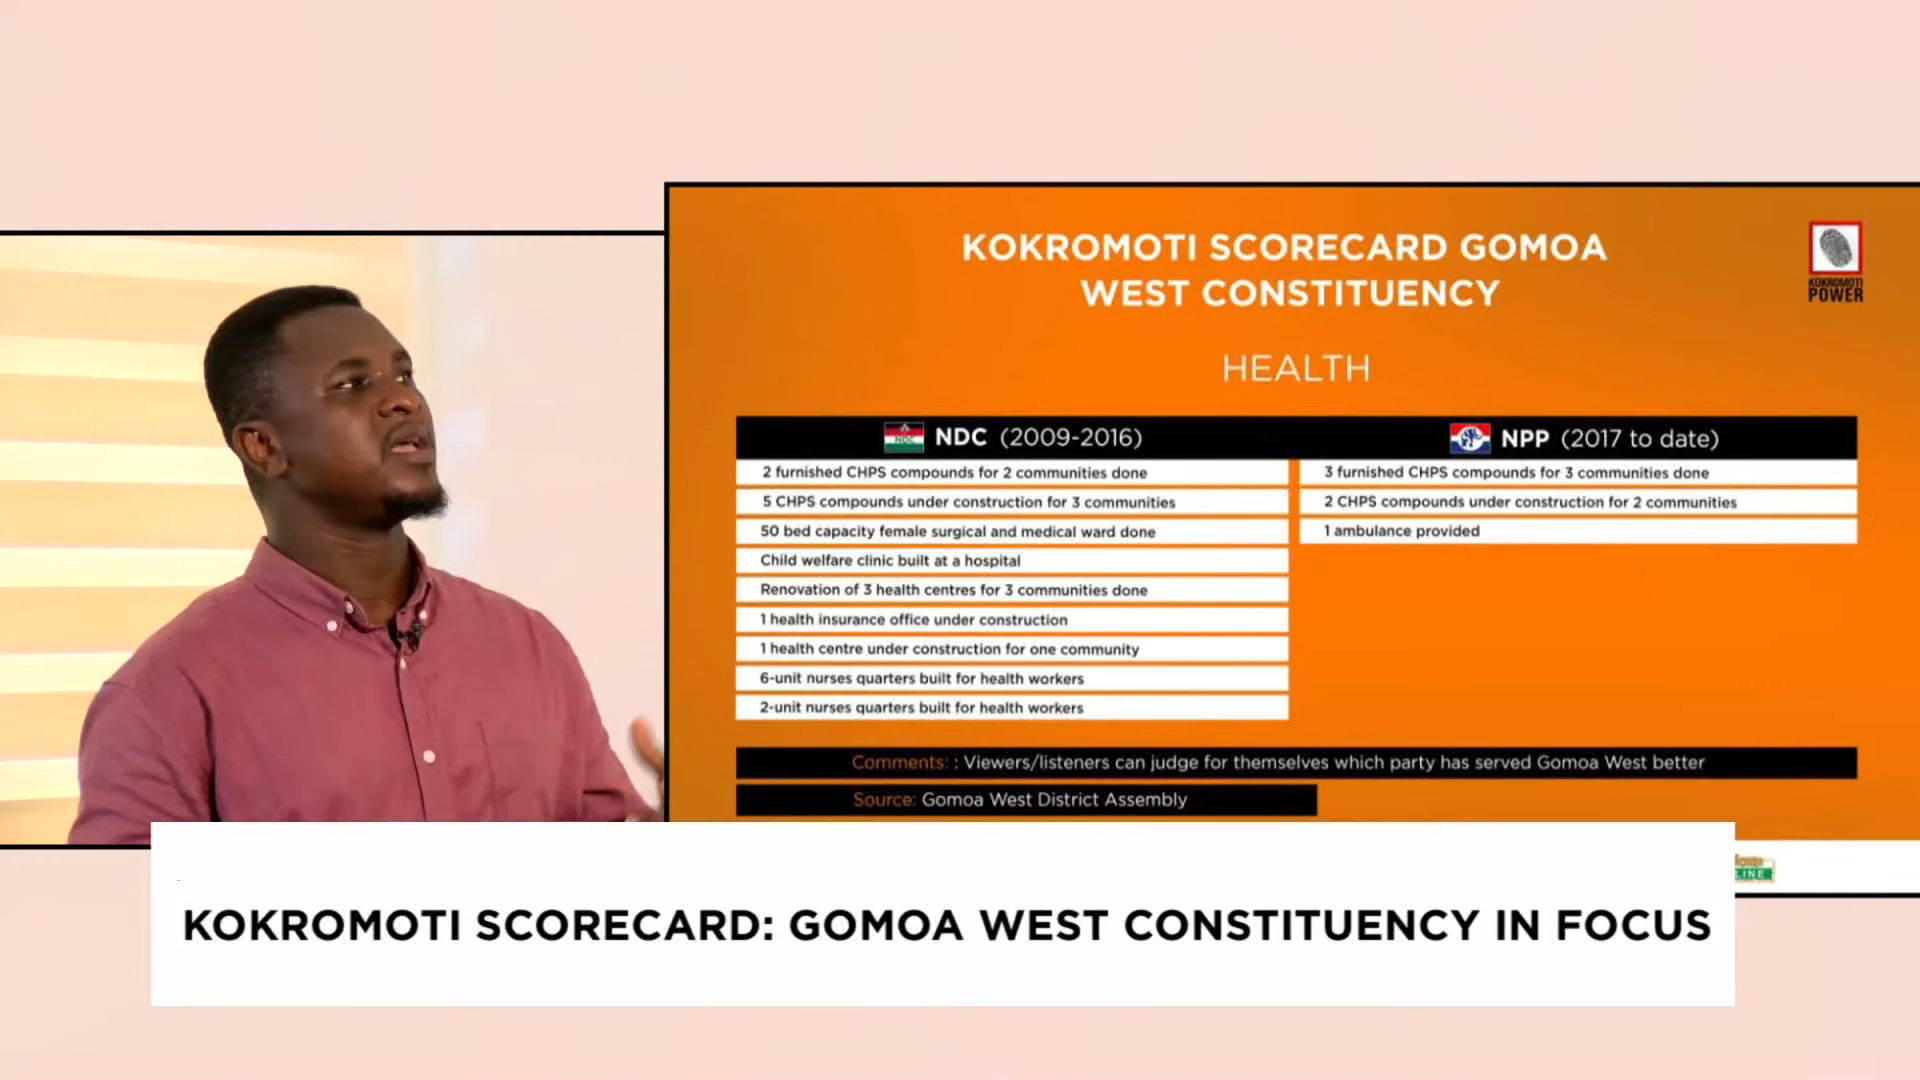 KOKROMOTI SCORECARD GOMOA
WEST CONSTITUENCY
KOKROMOTI
POWER
HEALTH
NDC
NDC (2009-2016)
NPP (2017 to date)
2 furnished CHPS compounds for 2 communities done
3 furnished CHPS compounds for 3 communities done
5 CHPS compounds under construction for 3 communities
2 CHPS compounds under construction for 2 communities
50 bed capacity female surgical and medical ward done
1 ambulance provided
Child welfare clinic built at a hospital
Renovation of 3 health centres for 3 communities done
1 health insurance office under construction
1 health centre under construction for one community
6-unit nurses quarters built for health workers
2-unit nurses quarters built for health workers
Comments: : Viewers/listeners can judge for themselves which party has served Gomoa West better
Source: Gomoa West District Assembly
LINE
KOKROMOTI SCORECARD: GOMOA WEST CONSTITUENCY IN FOCUS